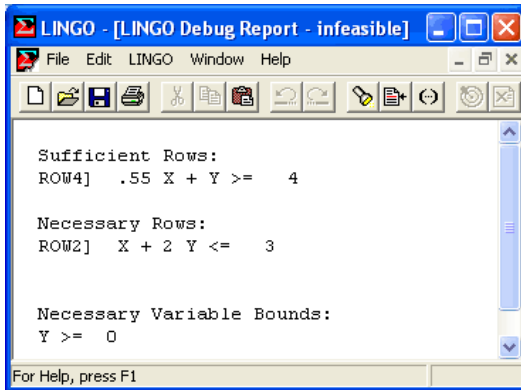 LINGO - [LINGO Debug Report - infeasible]
File Edit LINGO Window Help
Sufficient Rows:
ROW4] .55 X + Y >= 4
Necessary Rows:
ROW2] X + 2 Y <= 3
Necessary Variable Bounds:
Y >= 0
For Help, press F1